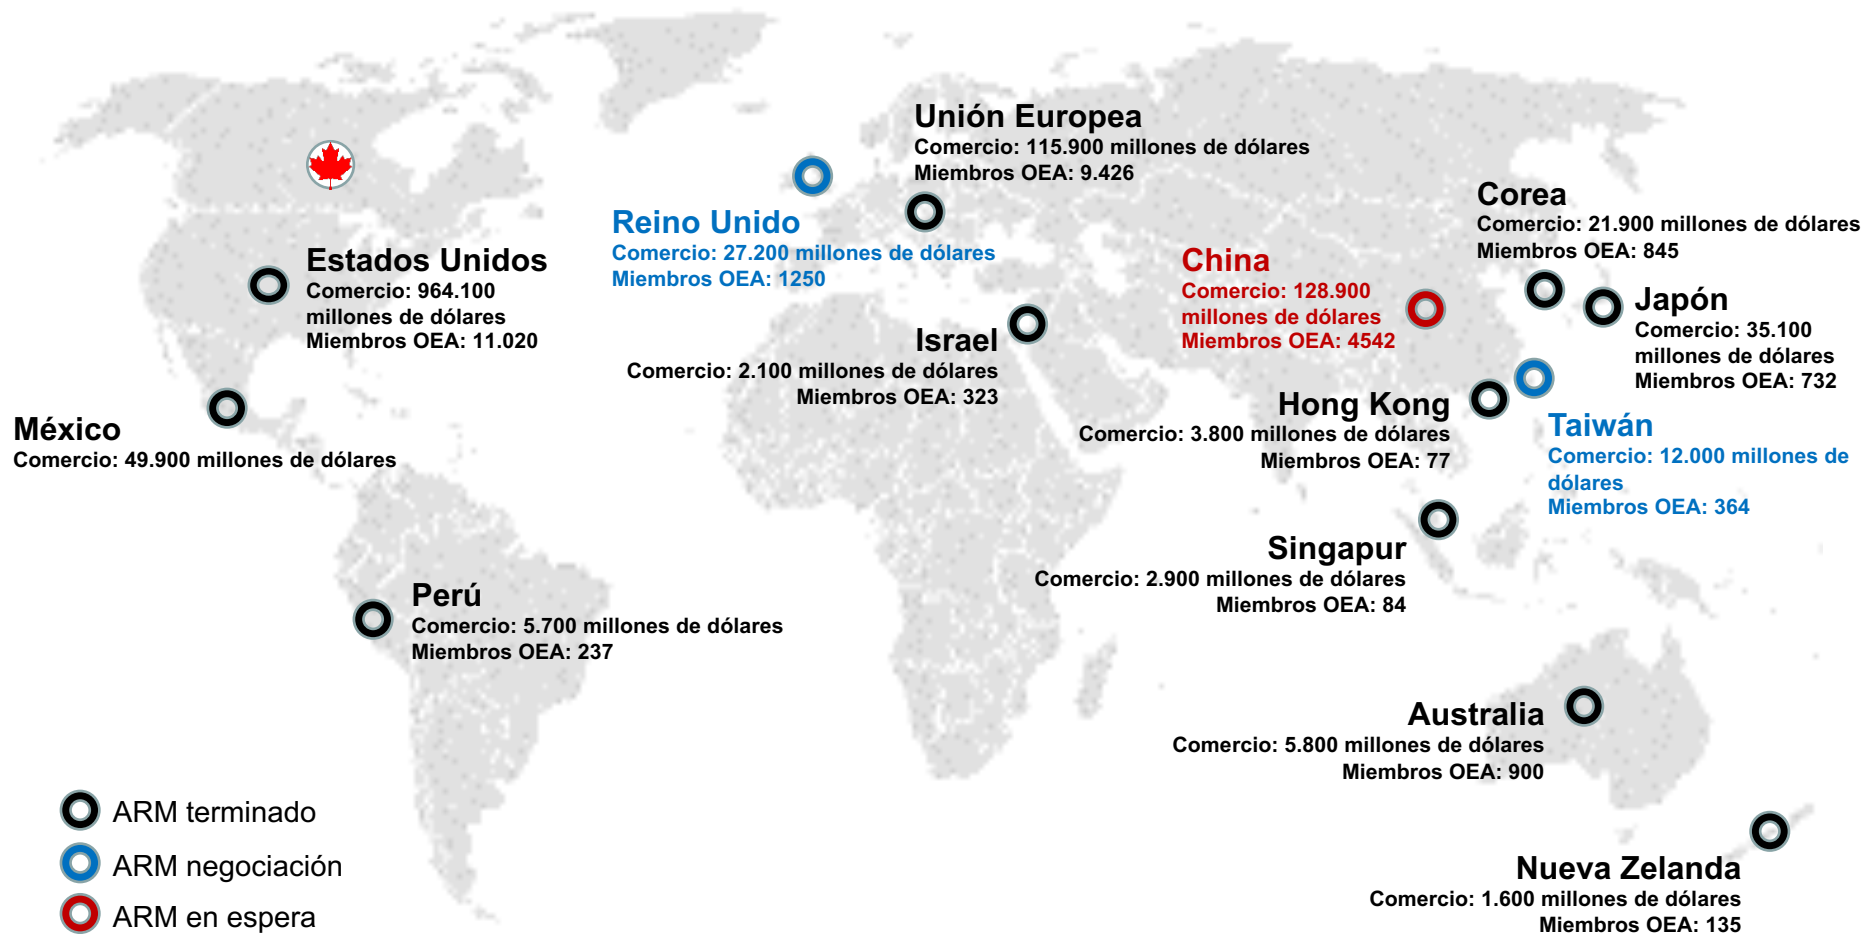 Unión Europea
Comercio: 115.900 millones de dólares
Miembros OEA: 9.426
Corea
Comercio: 21.900 millones de dólares
Miembros OEA: 845
Reino Unido
Comercio: 27.200 millones de dólares
Miembros OEA: 1250
Estados Unidos
Comercio: 964.100
millones de dólares
Miembros OEA: 11.020
China
Comercio: 128.900
millones de dólares
Miembros OEA: 4542
Japón
Comercio: 35.100
millones de dólares
Miembros OEA: 732
Israel
Comercio: 2.100 millones de dólares
Miembros OEA: 323
Hong Kong
Comercio: 3.800 millones de dólares
Miembros OEA: 77
Taiwán
Comercio: 12.000 millones de
dólares
Miembros OEA: 364
México
Comercio: 49.900 millones de dólares
Singapur
Comercio: 2.900 millones de dólares
Miembros OEA: 84
Perú
Comercio: 5.700 millones de dólares
Miembros OEA: 237
Australia
Comercio: 5.800 millones de dólares
Miembros OEA: 900
Nueva Zelanda
Comercio: 1.600 millones de dólares
Miembros OEA: 135
ARM terminado
ARM negociación
ARM en espera